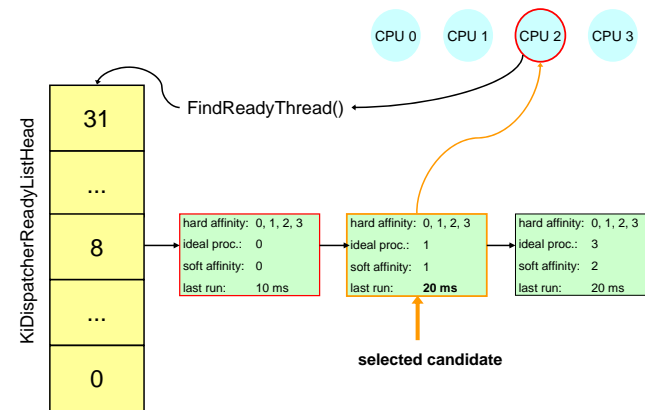 CPU 0 CPU 1 CPU 2 CPU 3
FindReadyThread()
KiDispatcherReadyListHead
31
...
8
...
0
hard affinity: 0, 1, 2, 3
ideal proc.: 0
soft affinity: 0
last run: 10 ms
hard affinity: 0, 1, 2, 3
ideal proc.: 1
soft affinity: 1
last run: 20 ms
hard affinity: 0, 1, 2, 3
ideal proc.: 3
soft affinity: 2
last run: 20 ms
selected candidate